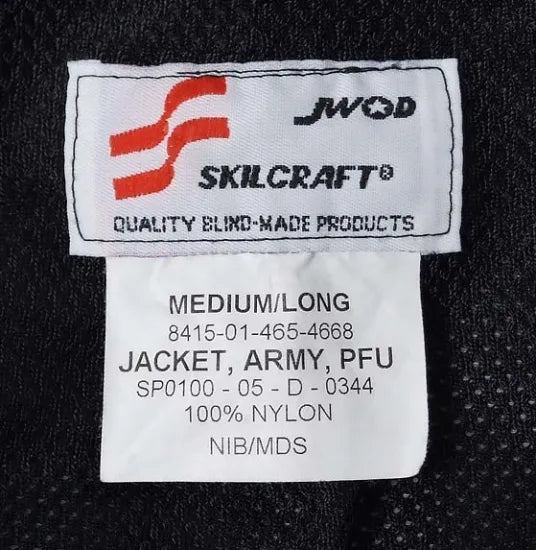 JWOD
SKILCRAFT®
QUALITY BLIND-MADE PRODUCTS
MEDIUM/LONG
8415-01-465-4668
JACKET, ARMY, PFU
SP0100 - 05 - D - 0344
100% NYLON
NIB/MDS